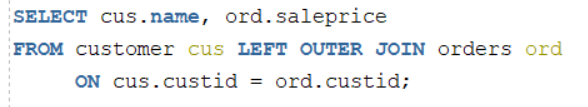 SELECT cus.name, ord.saleprice
FROM customer cus LEFT OUTER JOIN orders ord
ON cus.custid = ord.custid;